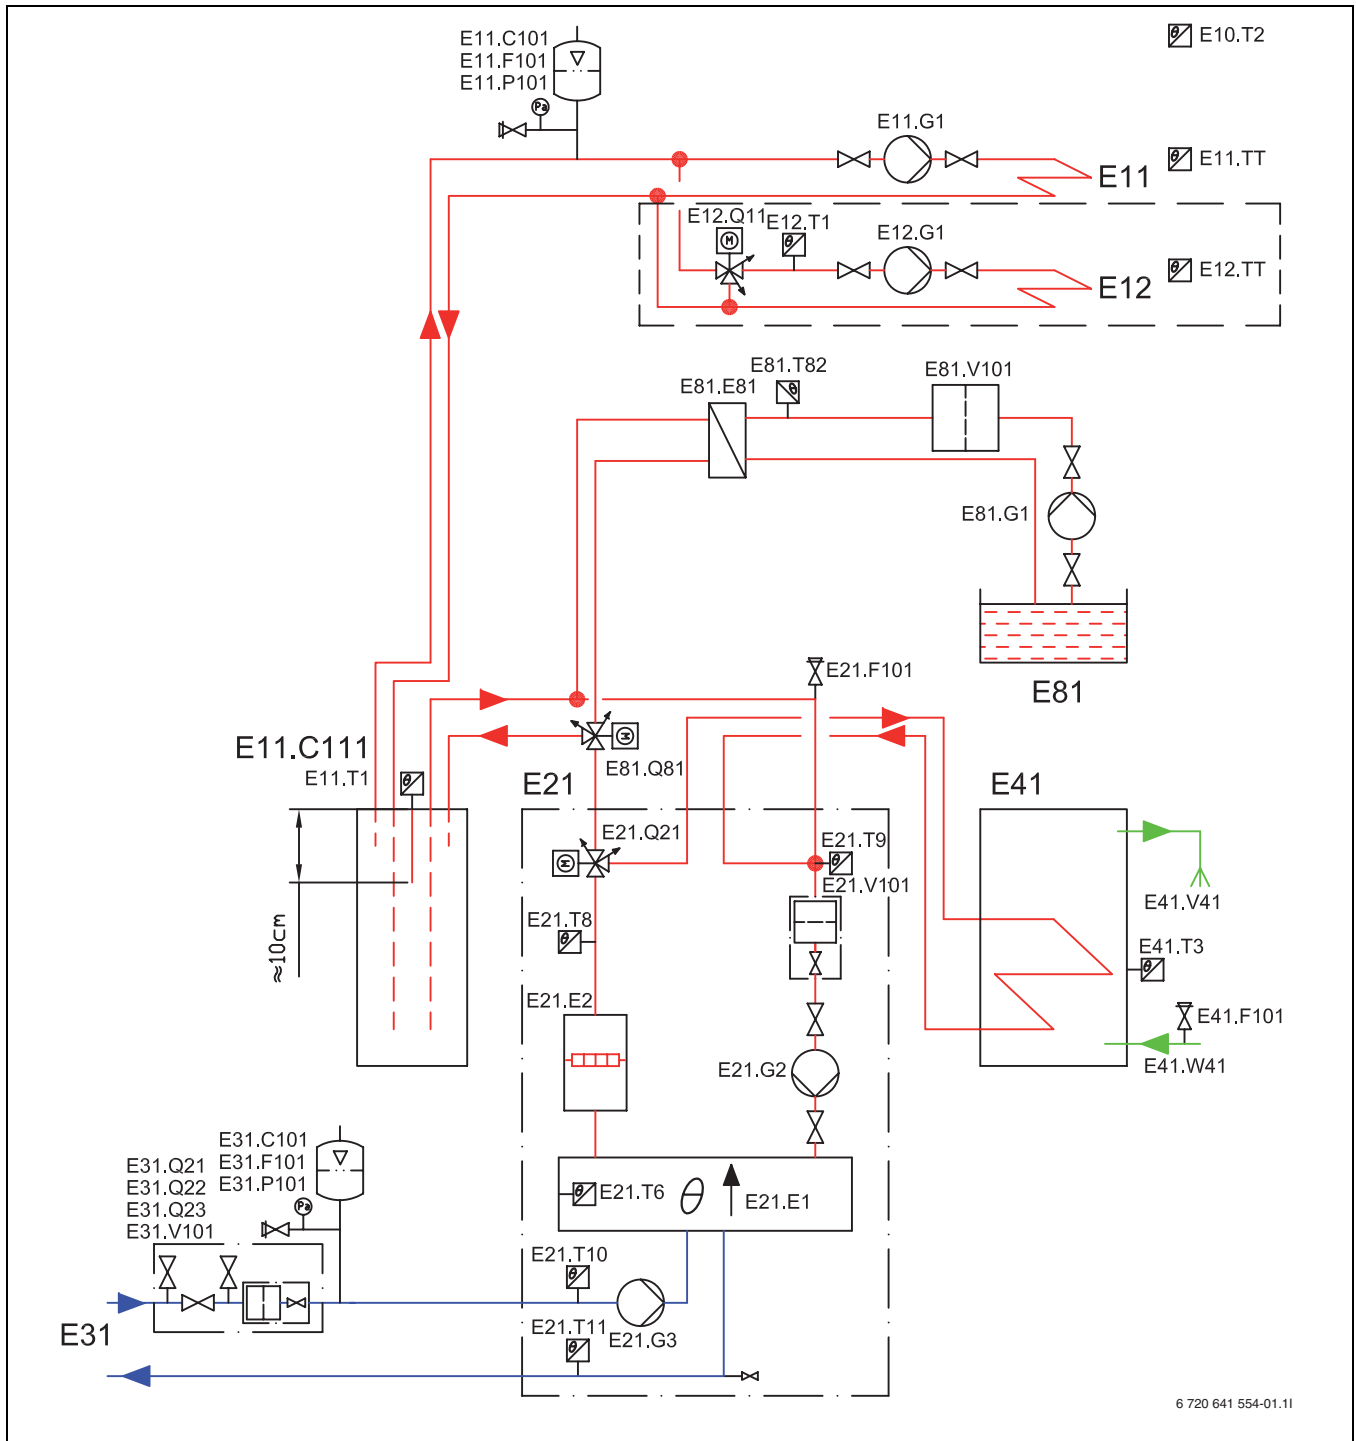 E11.C101
E11.F101
E11.P101
Pa
E10.T2
θ
E11.G1
E11
θ
E11.TT
E12.Q11
M
E12.T1
θ
E12.G1
E12
θ
E12.TT
E81.T82
θ
E81.E81
E81.V101
E81.G1
E81
E21.F101
E11.C111
E11.T1
θ
M
E81.Q81
E21
E41
E21.Q21
M
E21.T9
θ
E21.V101
E41.V41
≈10cm
E21.T8
θ
E41.T3
θ
E21.E2
E41.F101
E21.G2
E41.W41
E31.C101
E31.F101
E31.P101
Pa
E31.Q21
E31.Q22
E31.Q23
E31.V101
θ
E21.T6
θ
E21.E1
E21.T10
θ
E31
E21.T11
θ
E21.G3
6 720 641 554-01.1I